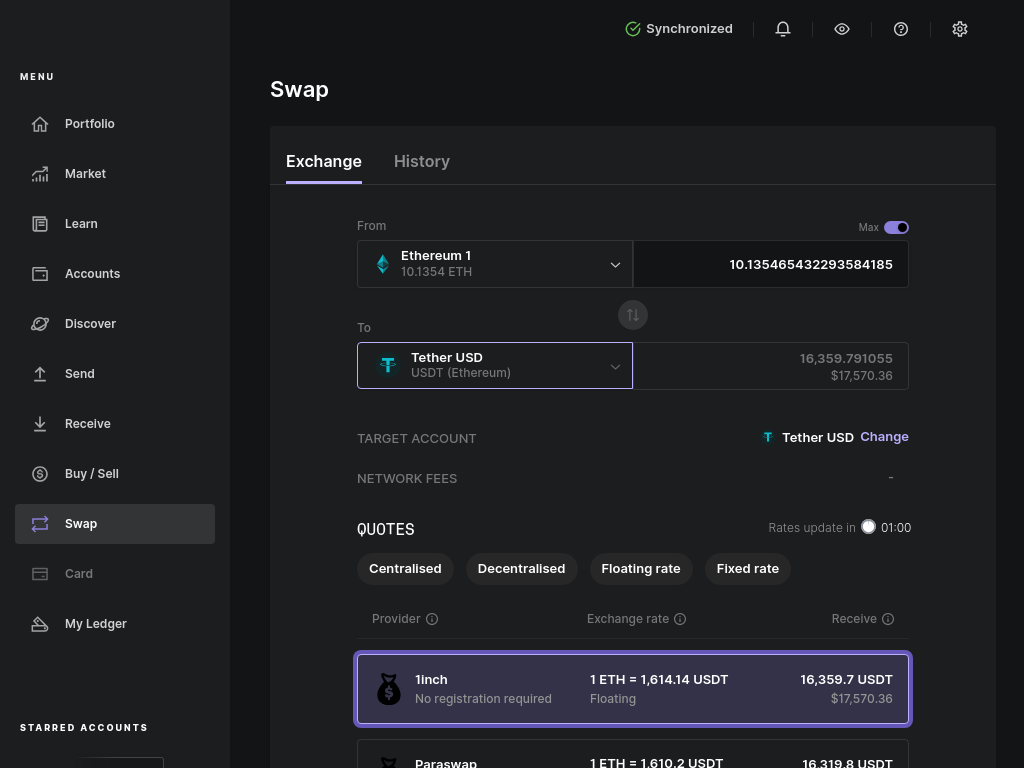 Synchronized
MENU
Portfolio
Market
Learn
Accounts
Discover
Send
Receive
Buy / Sell
Swap
Card
My Ledger
STARRED ACCOUNTS
Swap
Exchange
History
From
Max
Ethereum 1
10.1354 ETH
10.135465432293584185
To
Tether USD
USDT (Ethereum)
16,359.791055
$17,570.36
TARGET ACCOUNT
Tether USD Change
NETWORK FEES
-
QUOTES
Rates update in 01:00
Centralised
Decentralised
Floating rate
Fixed rate
Provider
Exchange rate
Receive
1inch
No registration required
1 ETH = 1,614.14 USDT
Floating
16,359.7 USDT
$17,570.36
Paraswap
1 ETH = 1,610.2 USDT
16,319.8 USDT